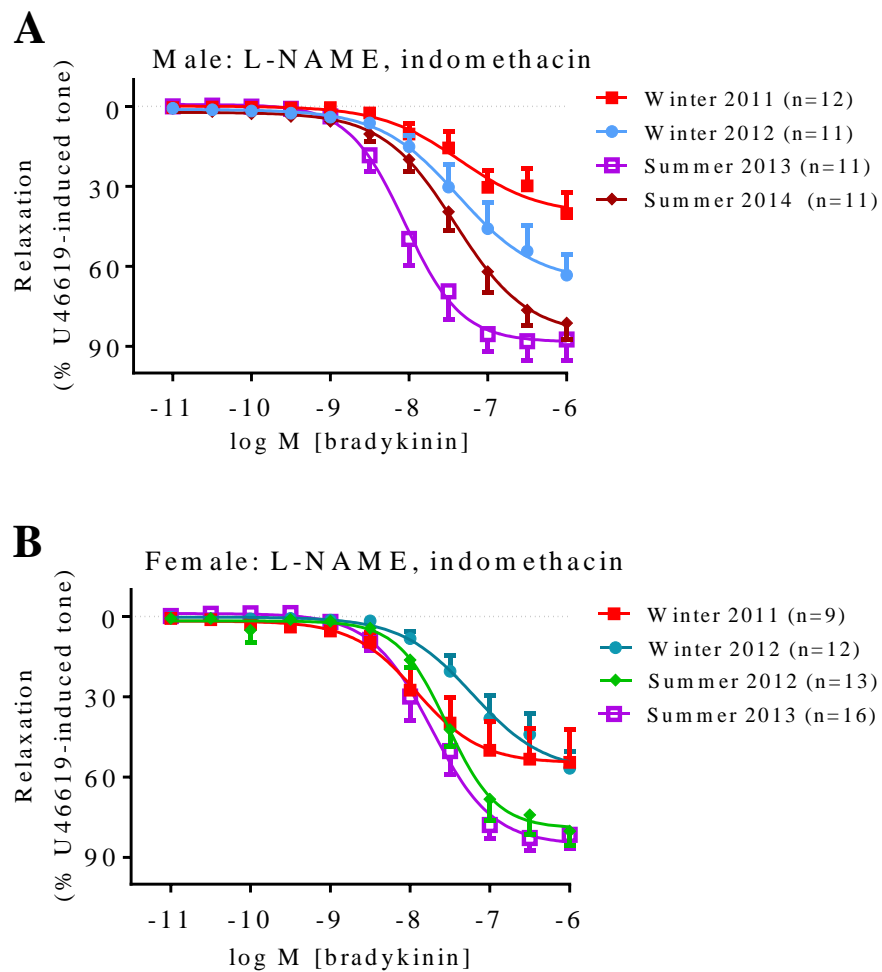 A
Male: L-NAME, indomethacin
Relaxation
(% U46619-induced tone)
0
30
60
90
-11 -10 -9 -8 -7 -6
log M [bradykinin]
Winter 2011 (n=12)
Winter 2012 (n=11)
Summer 2013 (n=11)
Summer 2014 (n=11)
B
Female: L-NAME, indomethacin
Relaxation
(% U46619-induced tone)
0
30
60
90
-11 -10 -9 -8 -7 -6
log M [bradykinin]
Winter 2011 (n=9)
Winter 2012 (n=12)
Summer 2012 (n=13)
Summer 2013 (n=16)